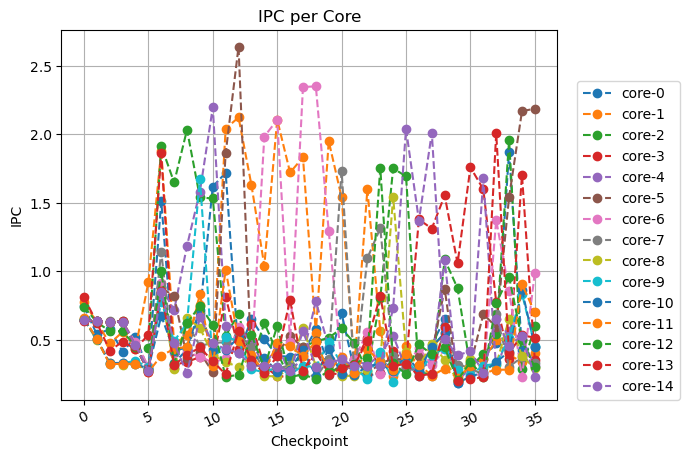 IPC per Core
IPC
2.5
2.0
1.5
1.0
0.5
0
5
10
15
20
25
30
35
Checkpoint
core-0
core-1
core-2
core-3
core-4
core-5
core-6
core-7
core-8
core-9
core-10
core-11
core-12
core-13
core-14